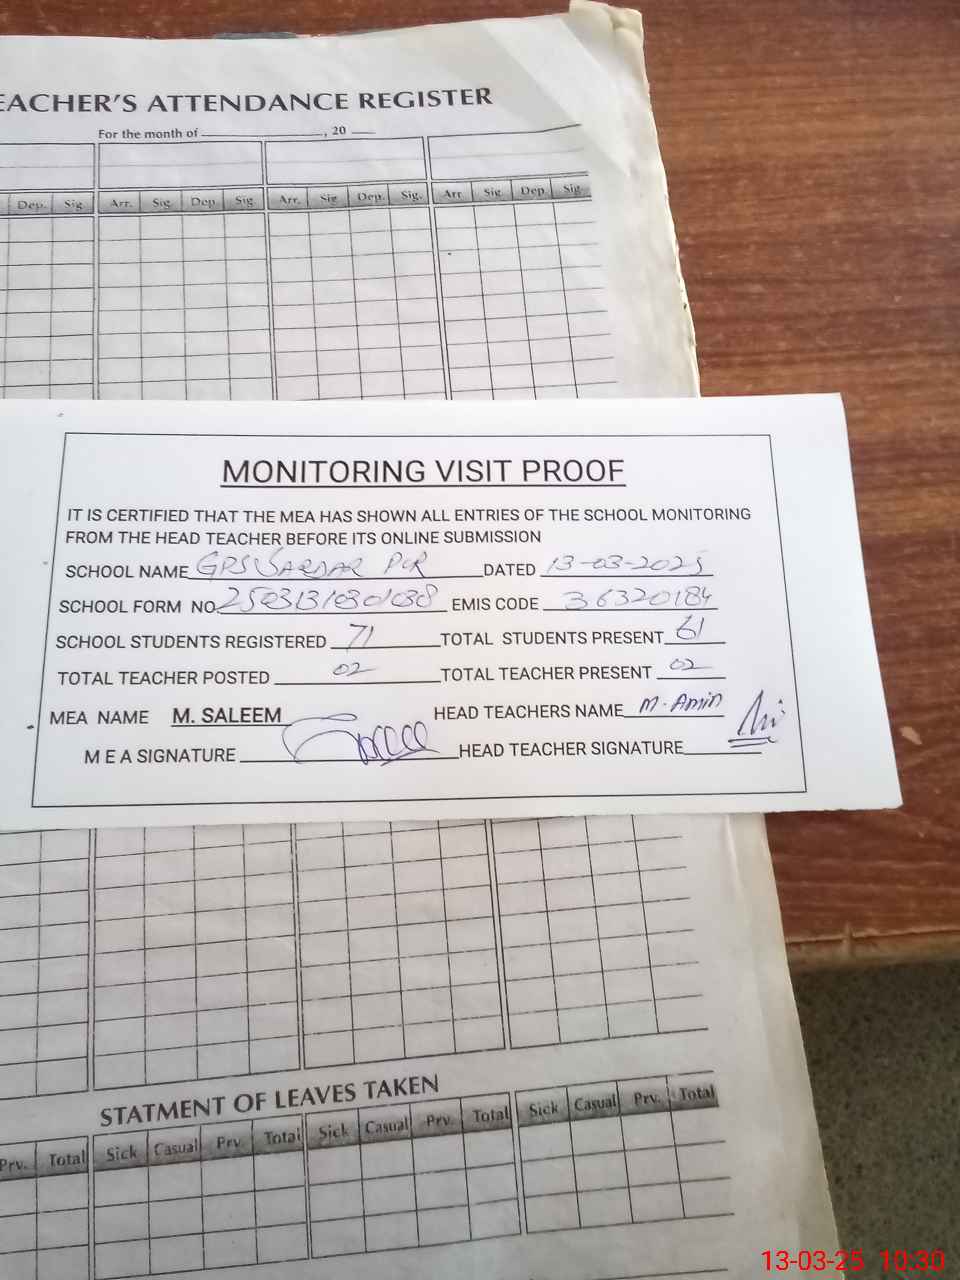 EACHER'S ATTENDANCE REGISTER
For the month of ____________, 20 ____
Dep. Sig Arr. Sig. Dep Sig. Arr. Sig Dep. Sig. Arr Sig Dep. Sig
MONITORING VISIT PROOF
IT IS CERTIFIED THAT THE MEA HAS SHOWN ALL ENTRIES OF THE SCHOOL MONITORING
FROM THE HEAD TEACHER BEFORE ITS ONLINE SUBMISSION
SCHOOL NAME GPS SARDAR PUR DATED 13-03-2025
SCHOOL FORM NO. EMIS CODE 36320184
SCHOOL STUDENTS REGISTERED 71 TOTAL STUDENTS PRESENT 61
TOTAL TEACHER POSTED 02 TOTAL TEACHER PRESENT 02
MEA NAME M. SALEEM HEAD TEACHERS NAME M. Amin
M E A SIGNATURE HEAD TEACHER SIGNATURE
STATMENT OF LEAVES TAKEN
Prv. Total Sick Casual Prv. Total Sick Casual Prv. Total Sick Casual Prv. Total
13-03-25 10:30